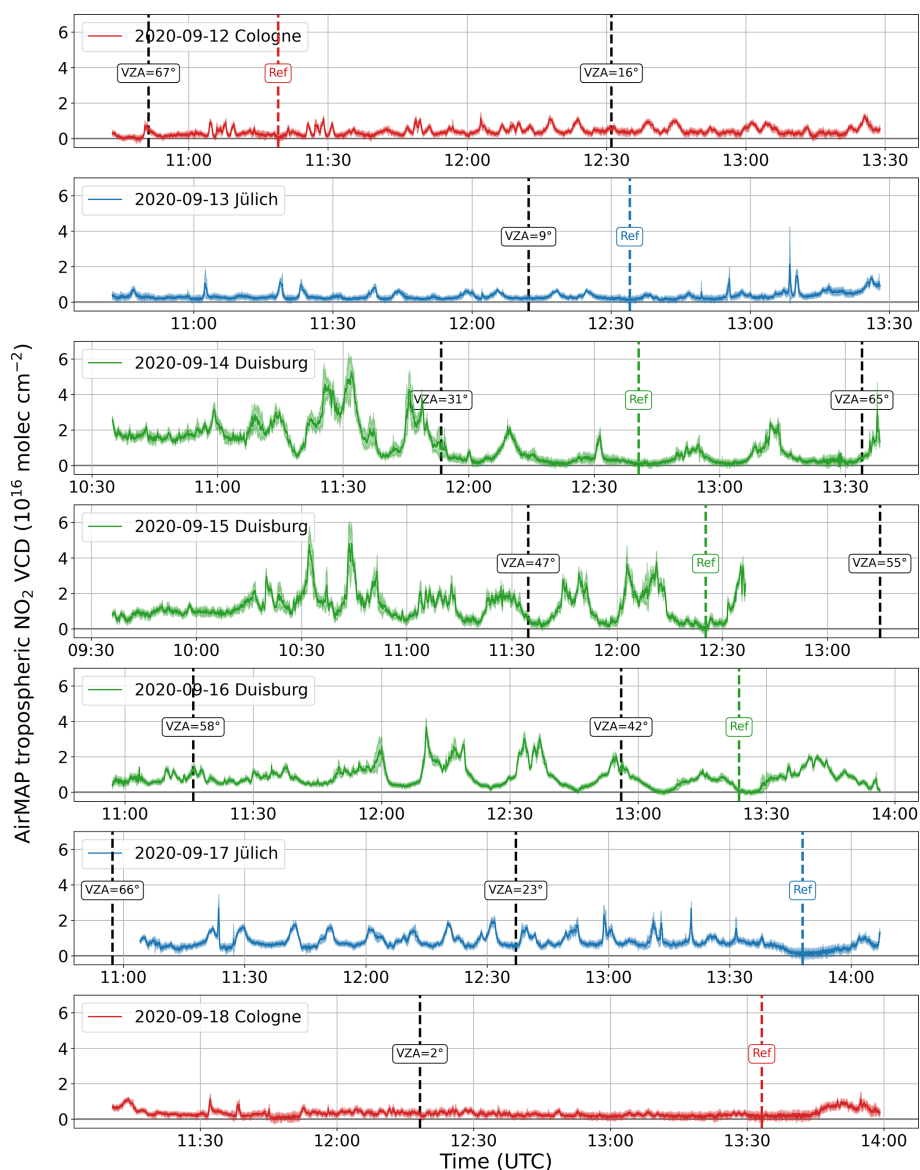 AirMAP tropospheric NO₂ VCD (10¹⁶ molec cm⁻²)
2020-09-12 Cologne
VZA=67°
Ref
VZA=16°
6
4
2
0
11:00 11:30 12:00 12:30 13:00 13:30
2020-09-13 Jülich
VZA=9°
Ref
6
4
2
0
11:00 11:30 12:00 12:30 13:00 13:30
2020-09-14 Duisburg
VZA=31°
Ref
VZA=65°
6
4
2
0
10:30 11:00 11:30 12:00 12:30 13:00 13:30
2020-09-15 Duisburg
VZA=47°
Ref
VZA=55°
6
4
2
0
09:30 10:00 10:30 11:00 11:30 12:00 12:30 13:00
2020-09-16 Duisburg
VZA=58°
VZA=42°
Ref
6
4
2
0
11:00 11:30 12:00 12:30 13:00 13:30 14:00
2020-09-17 Jülich
VZA=66°
VZA=23°
Ref
6
4
2
0
11:00 11:30 12:00 12:30 13:00 13:30 14:00
2020-09-18 Cologne
VZA=2°
Ref
6
4
2
0
11:30 12:00 12:30 13:00 13:30 14:00
Time (UTC)